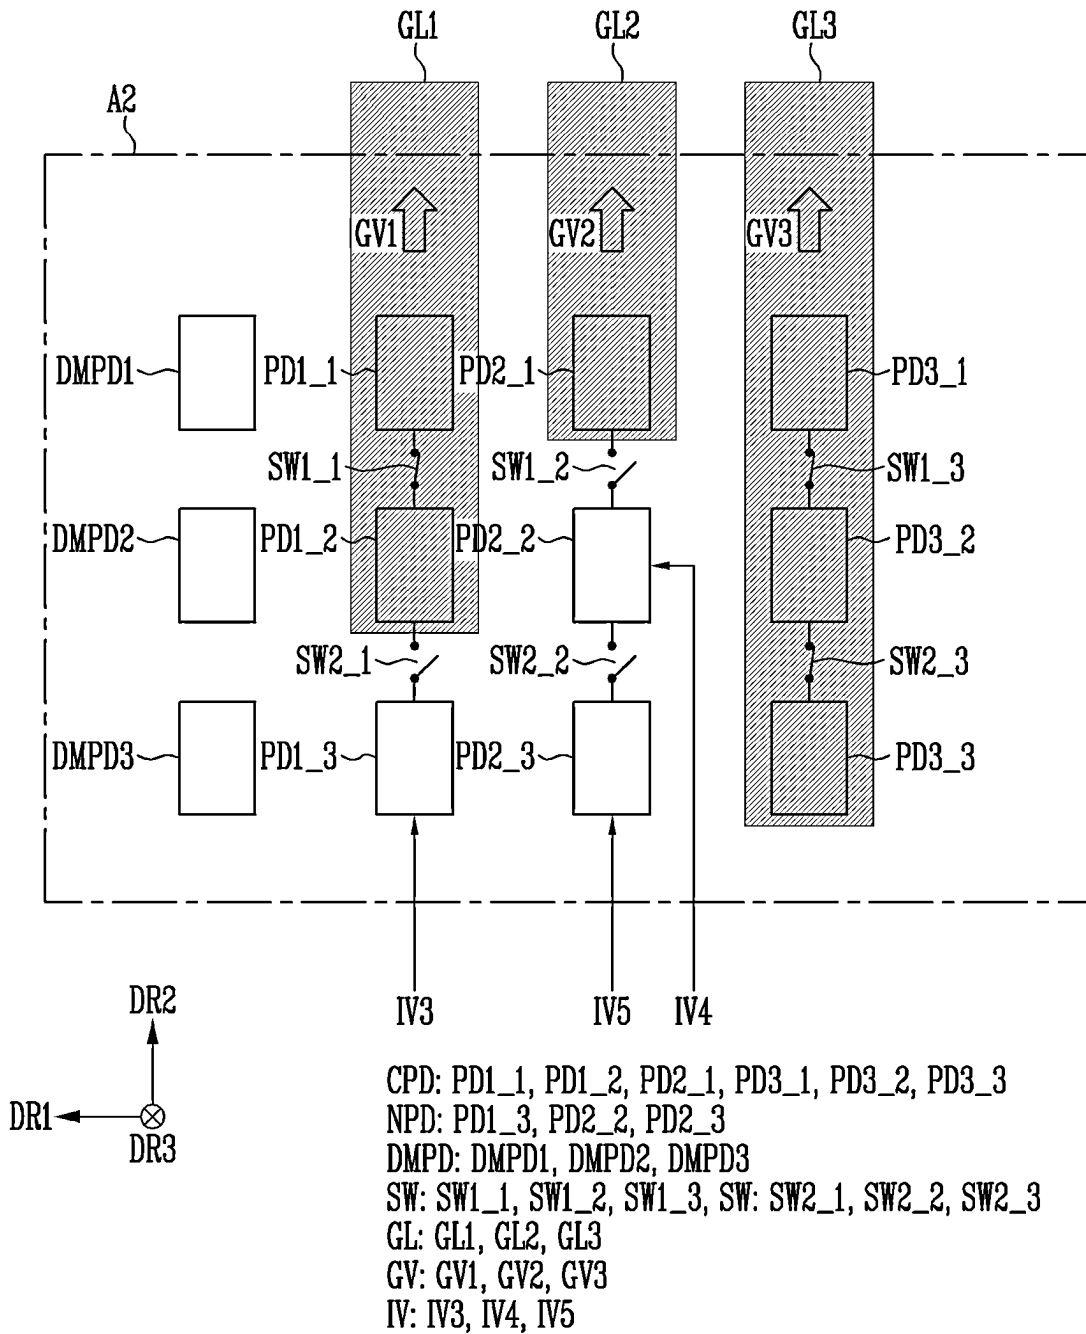 GL1 GL2 GL3
A2
GV1 GV2 GV3
DMPD1 PD1_1 PD2_1 PD3_1
SW1_1 SW1_2 SW1_3
DMPD2 PD1_2 PD2_2 PD3_2
SW2_1 SW2_2 SW2_3
DMPD3 PD1_3 PD2_3 PD3_3
IV3 IV5 IV4
DR2
DR1
DR3
CPD: PD1_1, PD1_2, PD2_1, PD3_1, PD3_2, PD3_3
NPD: PD1_3, PD2_2, PD2_3
DMPD: DMPD1, DMPD2, DMPD3
SW: SW1_1, SW1_2, SW1_3, SW: SW2_1, SW2_2, SW2_3
GL: GL1, GL2, GL3
GV: GV1, GV2, GV3
IV: IV3, IV4, IV5